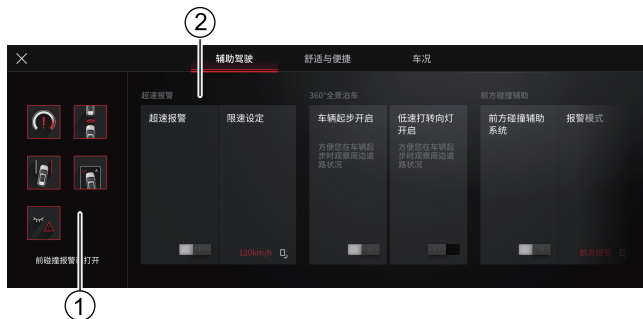 ②
辅助驾驶 舒适与便捷 车况
超速报警 360°全景泊车 前方碰撞辅助
超速报警 限速设定 车辆起步开启 低速打转向灯 前方碰撞辅助 报警模式
开启 系统
方便您在车辆起 方便您在车辆起
步时观察周边道 步时观察周边道
路状况 路状况
120km/h
前碰撞报警 打开
①